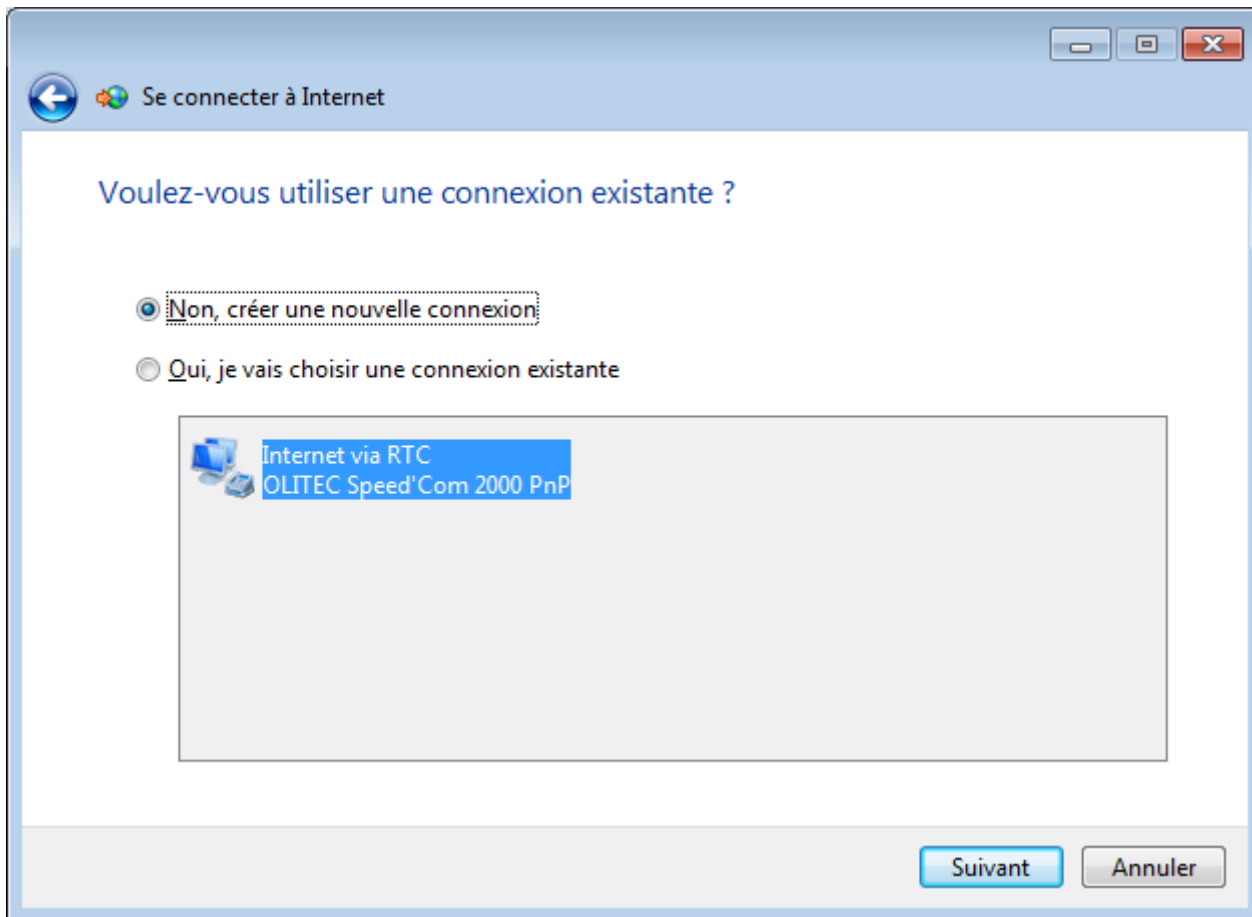 Se connecter à Internet
Voulez-vous utiliser une connexion existante ?
Non, créer une nouvelle connexion
Oui, je vais choisir une connexion existante
Internet via RTC
OLITEC Speed'Com 2000 PnP
Suivant
Annuler